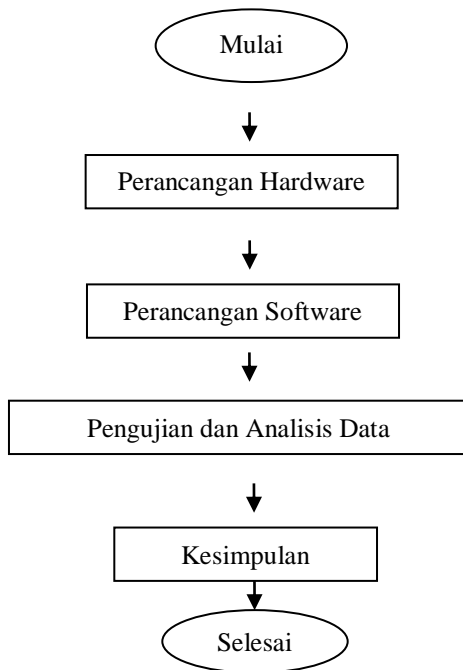 Mulai
Perancangan Hardware
Perancangan Software
Pengujian dan Analisis Data
Kesimpulan
Selesai